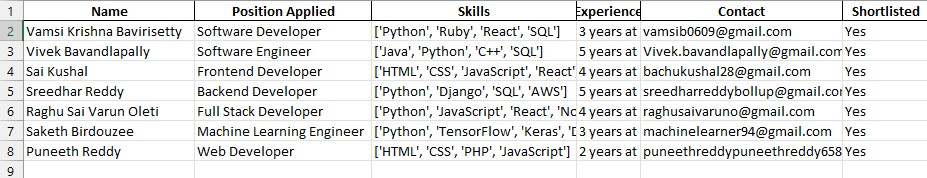 1 Name Position Applied Skills Experience Contact Shortlisted
2 Vamsi Krishna Bavirisetty Software Developer ['Python', 'Ruby', 'React', 'SQL'] 3 years at vamsib0609@gmail.com Yes
3 Vivek Bavandlapally Software Engineer ['Java', 'Python', 'C++', 'SQL'] 5 years at Vivek.bavandlapally@gmail.com Yes
4 Sai Kushal Frontend Developer ['HTML', 'CSS', 'JavaScript', 'React' 4 years at bachukushal28@gmail.com Yes
5 Sreedhar Reddy Backend Developer ['Python', 'Django', 'SQL', 'AWS'] 5 years at sreedharreddybollup@gmail.com Yes
6 Raghu Sai Varun Oleti Full Stack Developer ['Python', 'JavaScript', 'React', 'No 4 years at raghusaivaruno@gmail.com Yes
7 Saketh Birdouzee Machine Learning Engineer ['Python', 'TensorFlow', 'Keras', 3 years at machinelearner94@gmail.com Yes
8 Puneeth Reddy Web Developer ['HTML', 'CSS', 'PHP', 'JavaScript'] 2 years at puneethreddypuneethreddy658 Yes
9